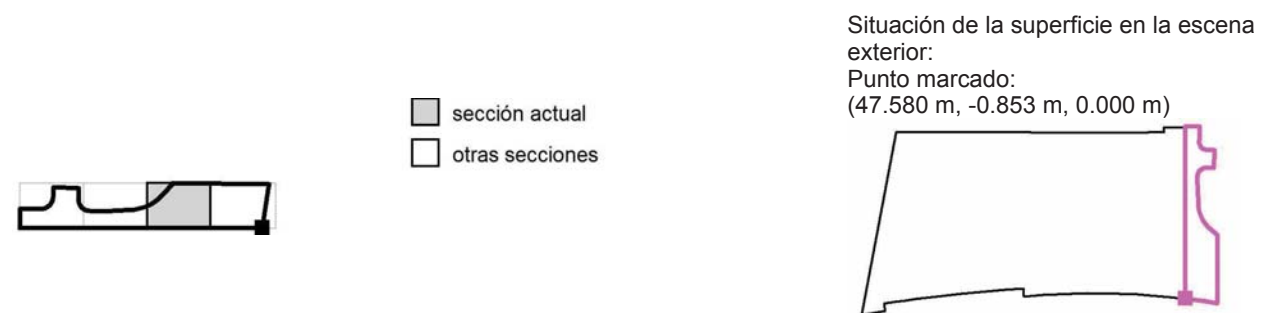 sección actual
otras secciones
Situación de la superficie en la escena
exterior:
Punto marcado:
(47.580 m, -0.853 m, 0.000 m)